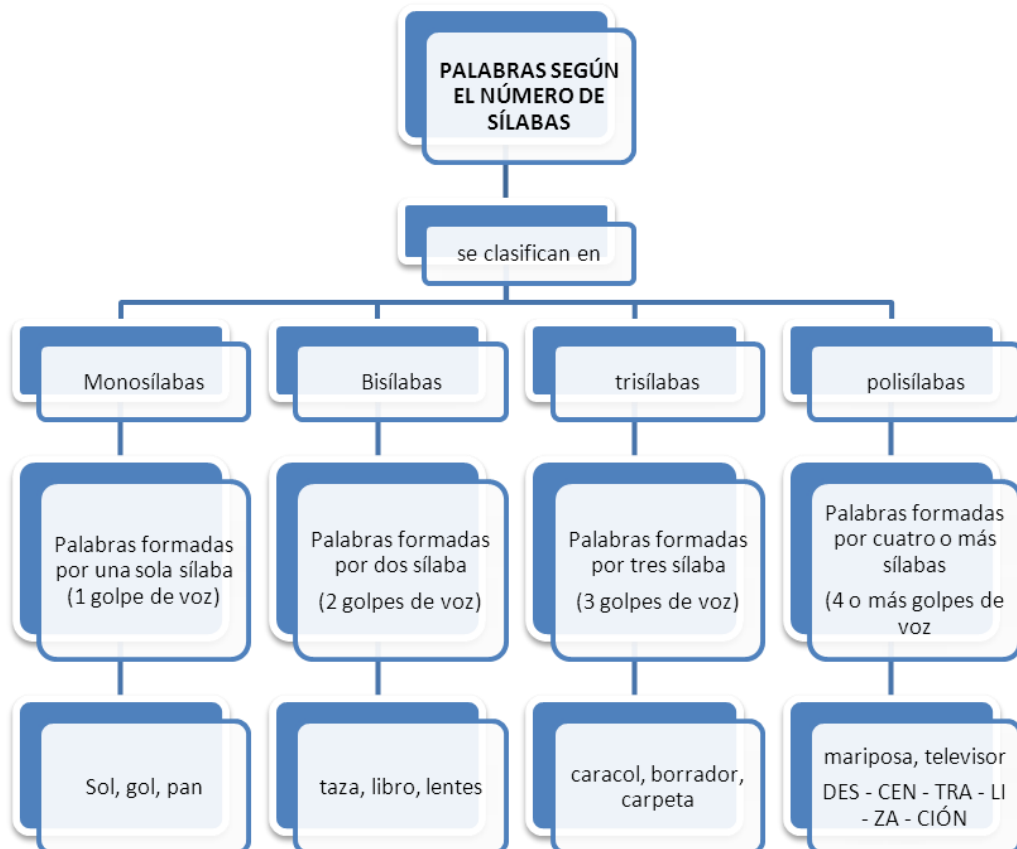 PALABRAS SEGÚN
EL NÚMERO DE
SÍLABAS
se clasifican en
Monosílabas
Bisílabas
trisílabas
polisílabas
Palabras formadas
por una sola sílaba
(1 golpe de voz)
Palabras formadas
por dos sílaba
(2 golpes de voz)
Palabras formadas
por tres sílaba
(3 golpes de voz)
Palabras formadas
por cuatro o más
sílabas
(4 o más golpes de
voz
Sol, gol, pan
taza, libro, lentes
caracol, borrador,
carpeta
mariposa, televisor
DES - CEN - TRA - LI
- ZA - CIÓN